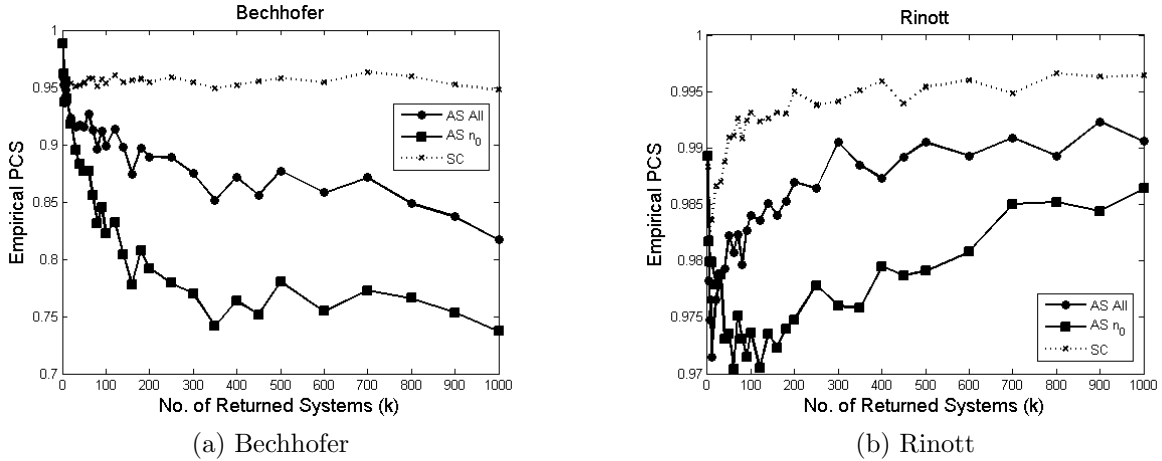 Bechhofer
1
0.95
0.9
0.85
0.8
0.75
0.7
Empirical PCS
AS All
AS n₀
SC
0 100 200 300 400 500 600 700 800 900 1000
No. of Returned Systems (k)
(a) Bechhofer
Rinott
1
0.995
0.99
0.985
0.98
0.975
0.97
Empirical PCS
AS All
AS n₀
SC
0 100 200 300 400 500 600 700 800 900 1000
No. of Returned Systems (k)
(b) Rinott